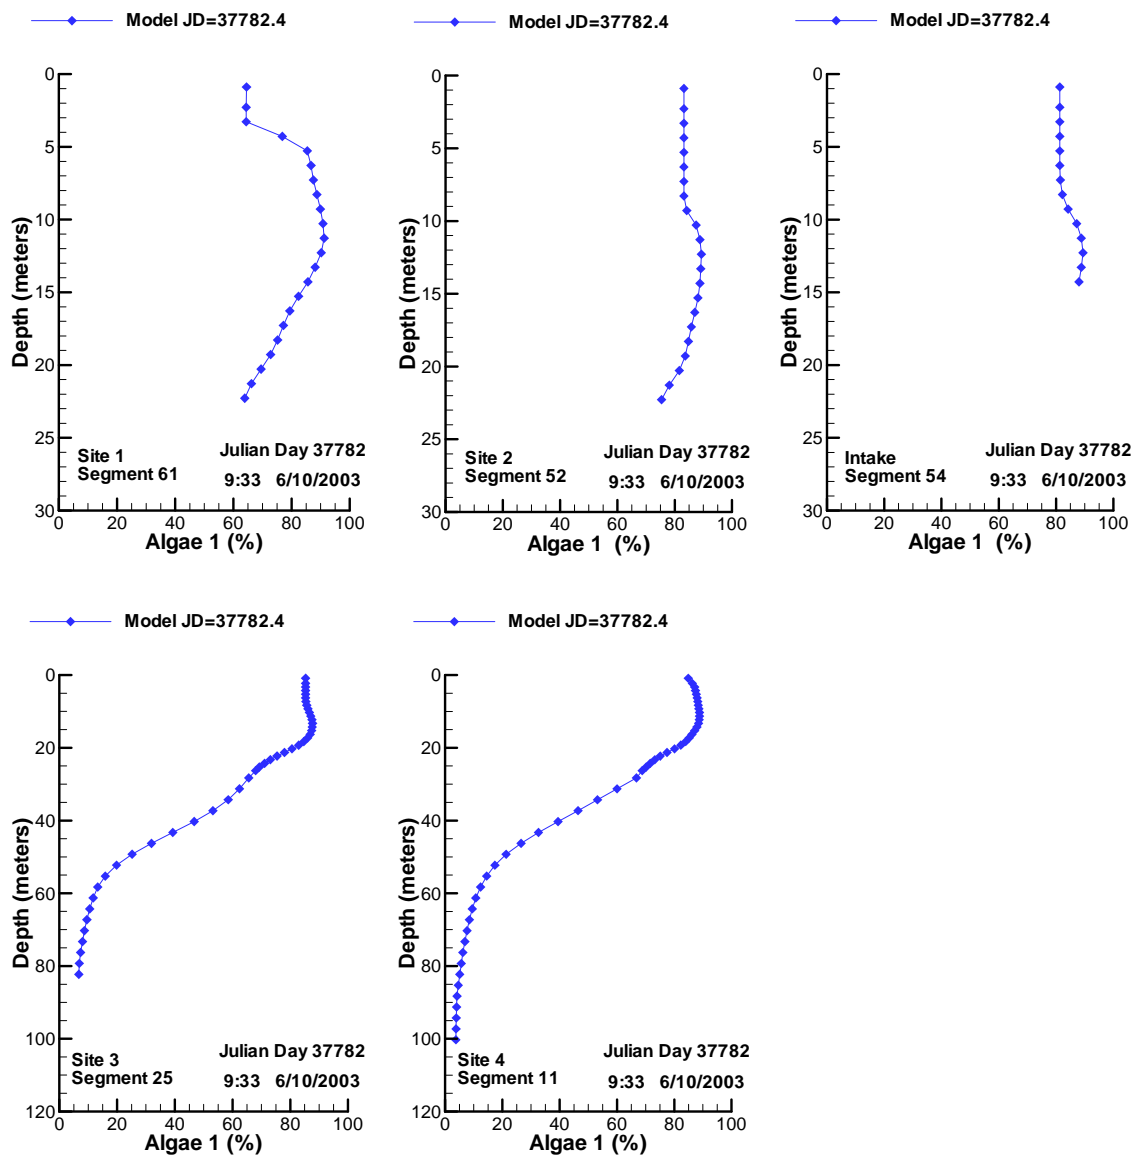 Model JD=37782.4
0
5
10
15
20
25
30
Depth (meters)
Site 1
Segment 61
Julian Day 37782
9:33 6/10/2003
0 20 40 60 80 100
Algae 1 (%)
Model JD=37782.4
0
5
10
15
20
25
30
Depth (meters)
Site 2
Segment 52
Julian Day 37782
9:33 6/10/2003
0 20 40 60 80 100
Algae 1 (%)
Model JD=37782.4
0
5
10
15
20
25
30
Depth (meters)
Intake
Segment 54
Julian Day 37782
9:33 6/10/2003
0 20 40 60 80 100
Algae 1 (%)
Model JD=37782.4
0
20
40
60
80
100
120
Depth (meters)
Site 3
Segment 25
Julian Day 37782
9:33 6/10/2003
0 20 40 60 80 100
Algae 1 (%)
Model JD=37782.4
0
20
40
60
80
100
120
Depth (meters)
Site 4
Segment 11
Julian Day 37782
9:33 6/10/2003
0 20 40 60 80 100
Algae 1 (%)